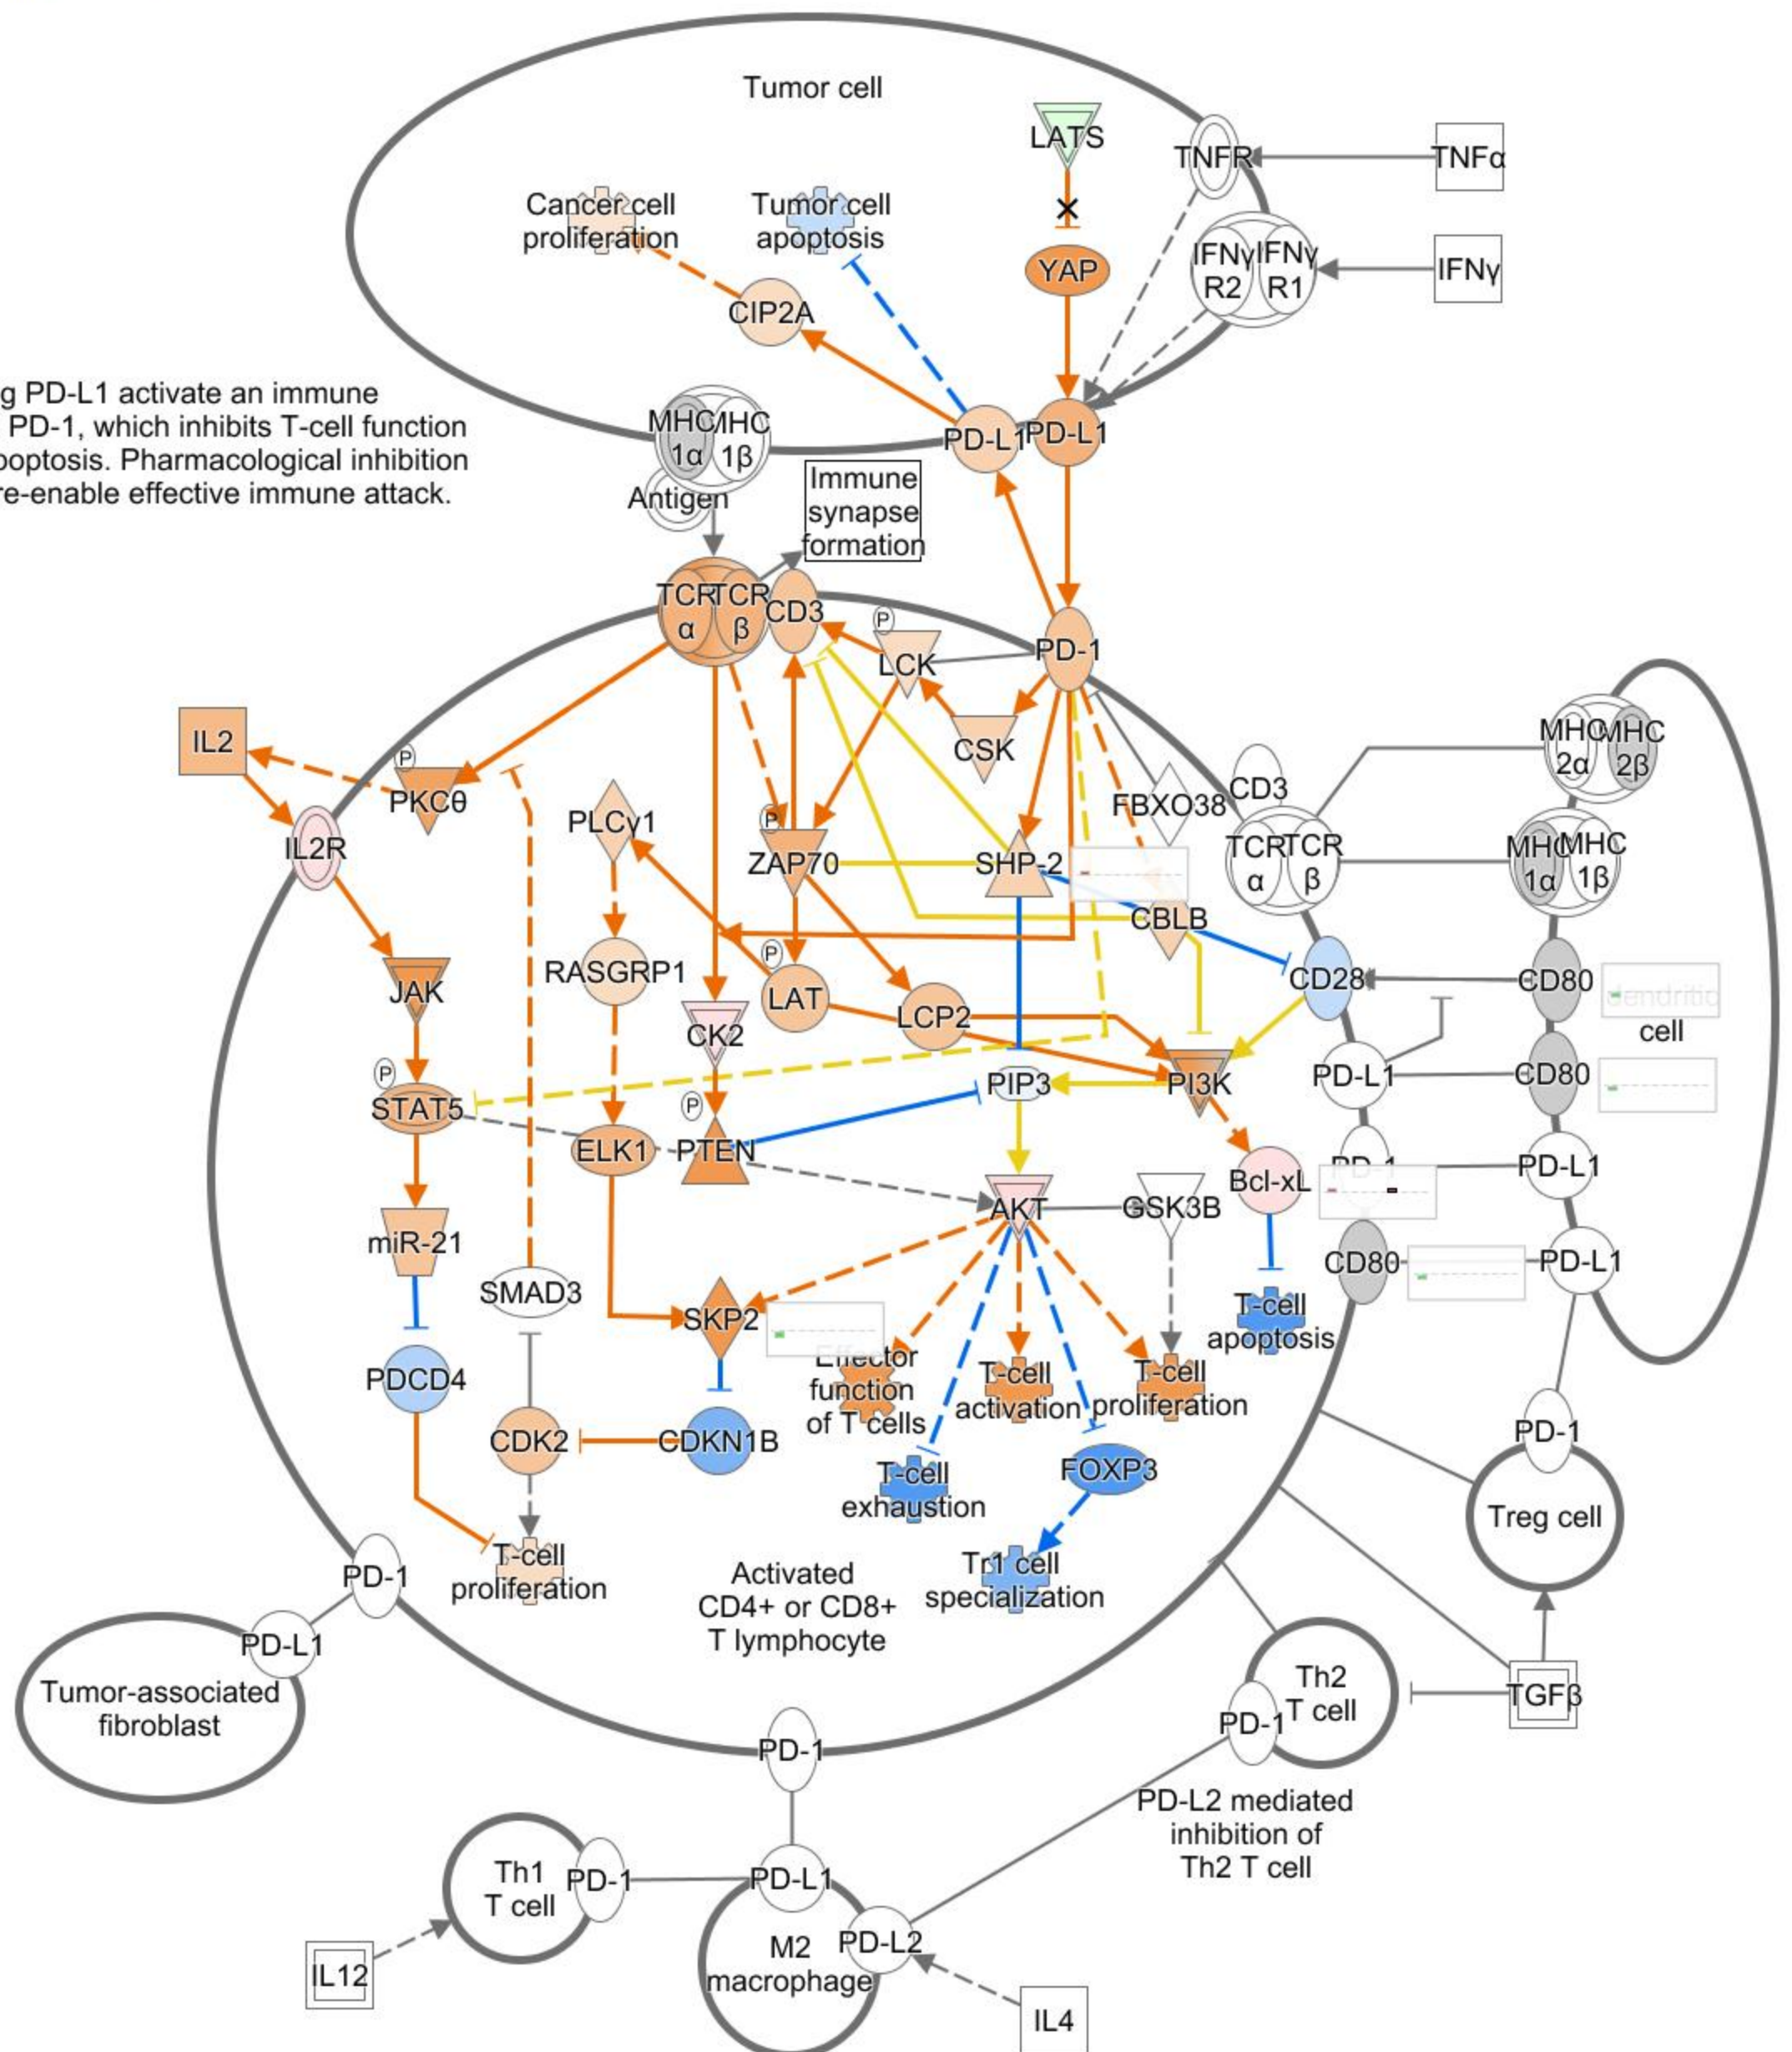 Tumor cell
LATS
TNFR
TNFα
Cancer cell
proliferation
Tumor cell
apoptosis
YAP
IFNγ
R2
IFNγ
R1
IFNγ
CIP2A
g PD-L1 activate an immune
PD-1, which inhibits T-cell function
poptosis. Pharmacological inhibition
re-enable effective immune attack.
MHC
1α
MHC
1β
PD-L1
PD-L1
Antigen
Immune
synapse
formation
TCR
α
TCR
β
CD3
P
LCK
PD-1
IL2
P
PKCθ
CSK
MHC
2α
MHC
2β
FBXO38
CD3
IL2R
PLCγ1
P
ZAP70
SHP-2
TCR
α
TCR
β
MHC
1α
MHC
1β
CBLB
JAK
RASGRP1
P
LAT
LCP2
CD28
CD80
dendritic
cell
CK2
P
STAT5
PIP3
PI3K
PD-L1
CD80
P
ELK1
PTEN
PD-1
PD-L1
Bcl-xL
AKT
GSK3B
miR-21
SMAD3
CD80
PD-L1
SKP2
T-cell
apoptosis
PDCD4
Effector
function
of T cells
T-cell
activation
T-cell
proliferation
CDK2
CDKN1B
PD-1
T-cell
exhaustion
FOXP3
Treg cell
T-cell
proliferation
Tr1 cell
specialization
PD-1
Activated
CD4+ or CD8+
T lymphocyte
PD-L1
Tumor-associated
fibroblast
Th2
T cell
PD-1
TGFβ
PD-1
PD-L2 mediated
inhibition of
Th2 T cell
Th1
T cell
PD-1
PD-L1
M2
macrophage
PD-L2
IL12
IL4